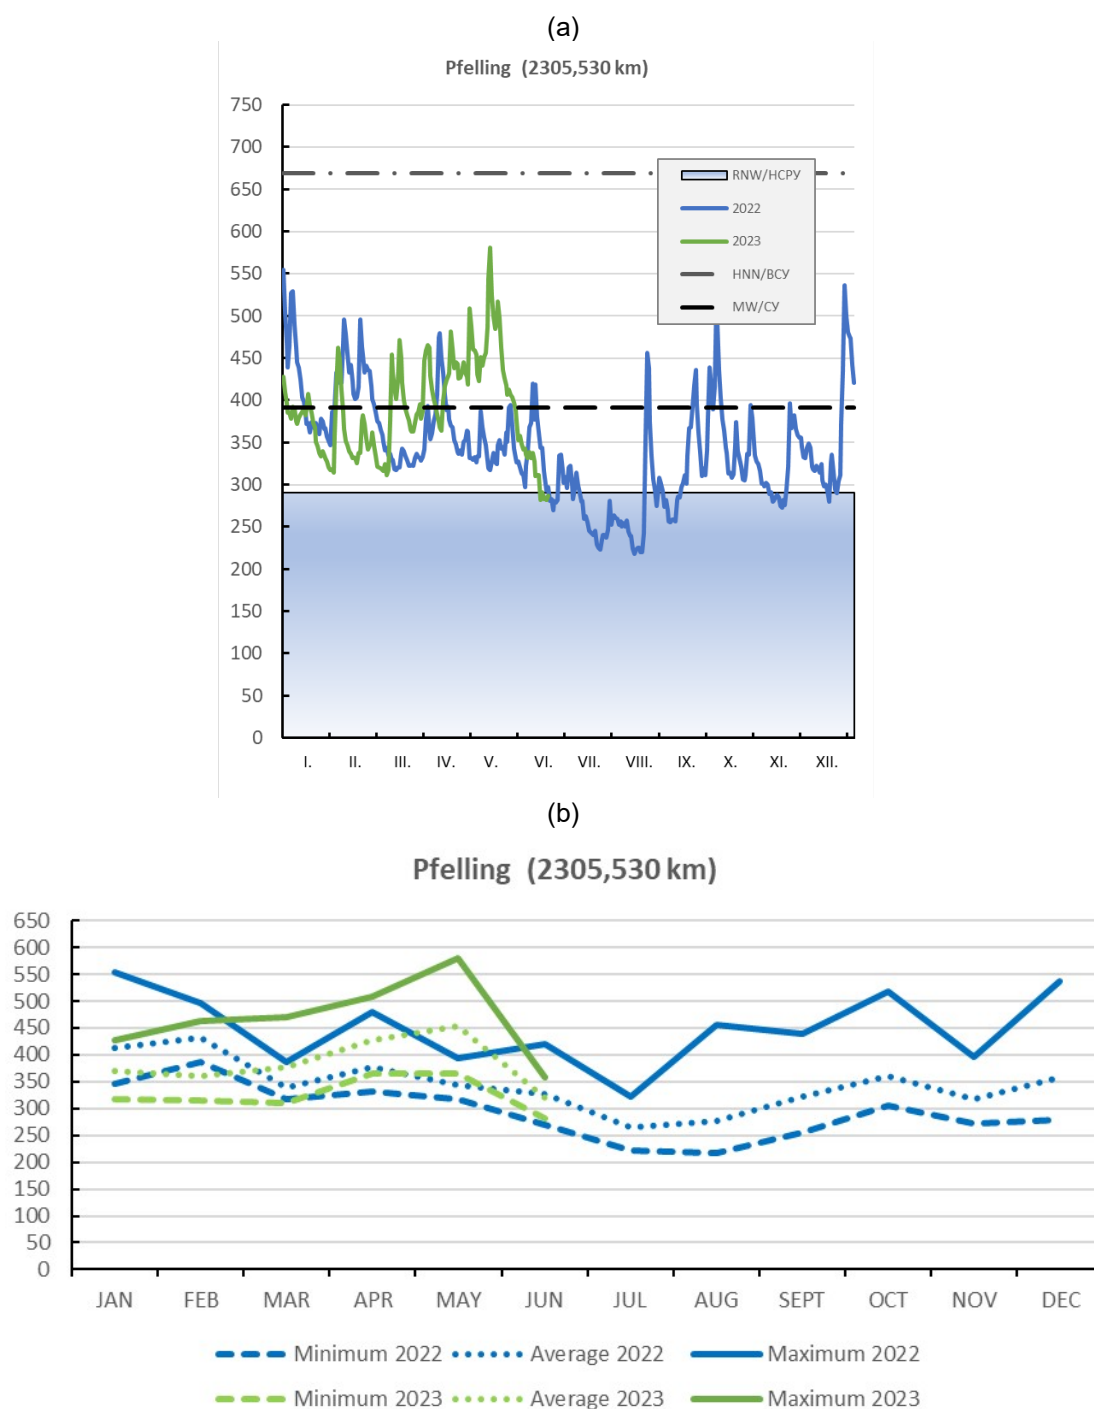 (a)
Pfelling (2305,530 km)
750
700
650
600
550
500
450
400
350
300
250
200
150
100
50
0
RNW/НСРУ
2022
2023
HNN/ВСУ
MW/СУ
I. II. III. IV. V. VI. VII. VIII. IX. X. XI. XII.
(b)
Pfelling (2305,530 km)
650
600
550
500
450
400
350
300
250
200
150
100
50
0
JAN FEB MAR APR MAY JUN JUL AUG SEPT OCT NOV DEC
Minimum 2022 Average 2022 Maximum 2022
Minimum 2023 Average 2023 Maximum 2023